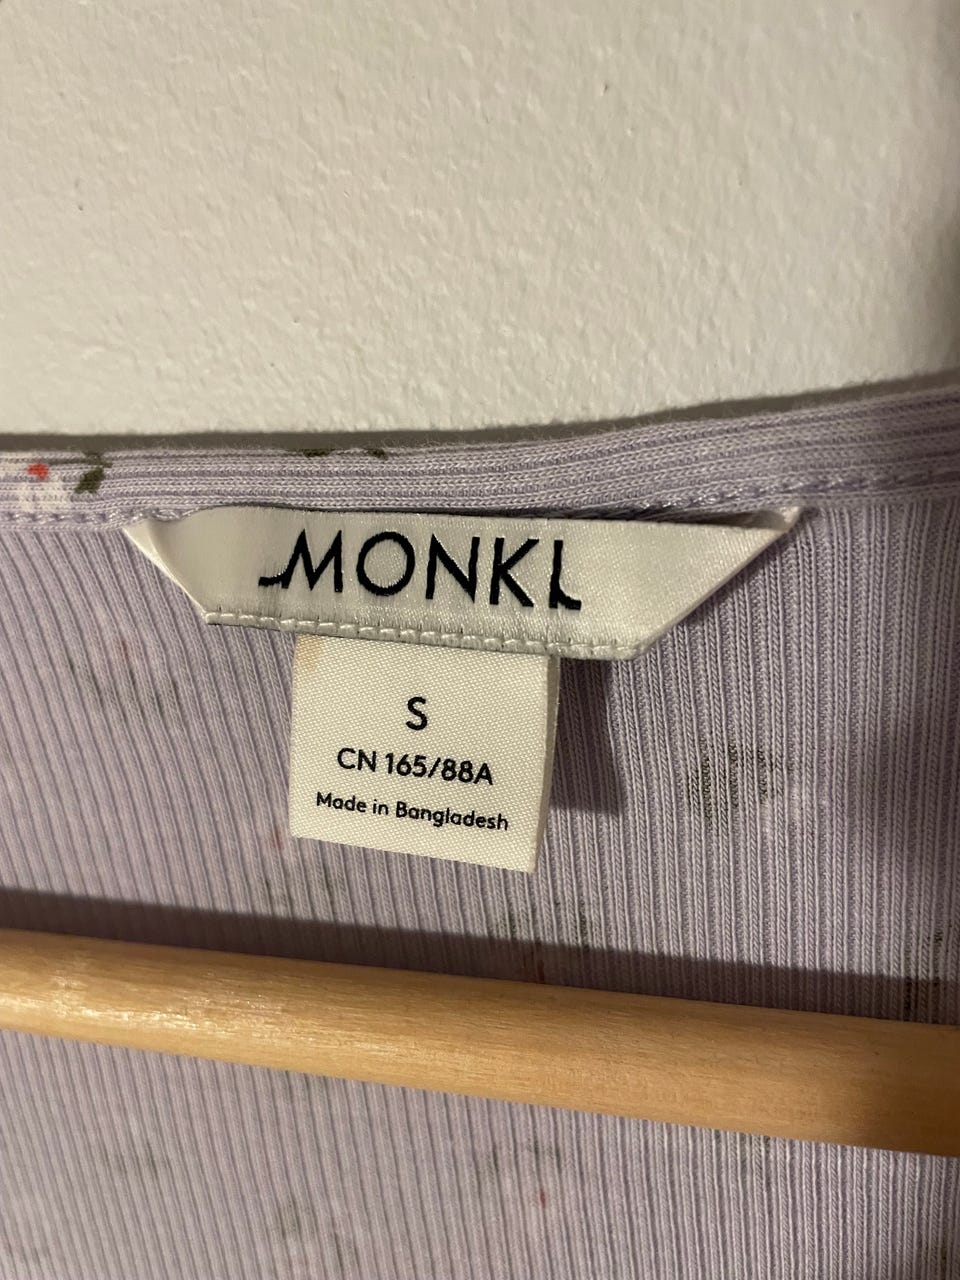 MONKI
S
CN 165/88A
Made in Bangladesh